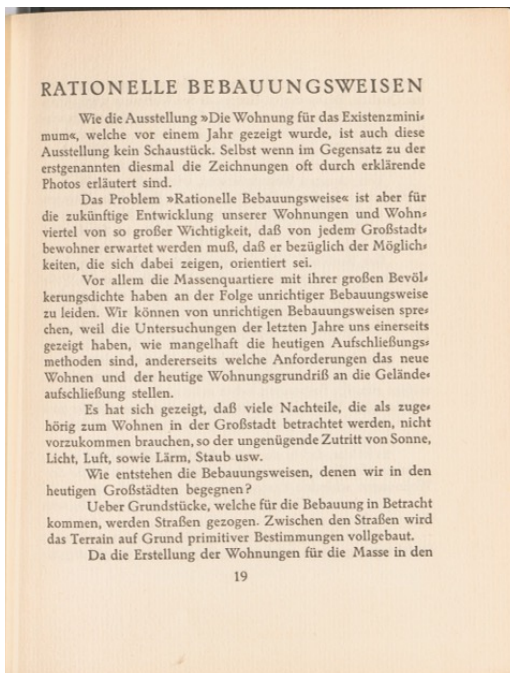 RATIONELLE BEBAUUNGSWEISEN
Wie die Ausstellung »Die Wohnung für das Existenzmini-
mum«, welche vor einem Jahr gezeigt wurde, ist auch diese
Ausstellung kein Schaustück. Selbst wenn im Gegensatz zu der
erstgenannten diesmal die Zeichnungen oft durch erklärende
Photos erläutert sind.
Das Problem »Rationelle Bebauungsweise« ist aber für
die zukünftige Entwicklung unserer Wohnungen und Wohn-
viertel von so großer Wichtigkeit, daß von jedem Großstadt-
bewohner erwartet werden muß, daß er bezüglich der Möglich-
keiten, die sich dabei zeigen, orientiert sei.
Vor allem die Massenquartiere mit ihrer großen Bevöl-
kerungsdichte haben an der Folge unrichtiger Bebauungsweise
zu leiden. Wir können von unrichtigen Bebauungsweisen spre-
chen, weil die Untersuchungen der letzten Jahre uns einerseits
gezeigt haben, wie mangelhaft die heutigen Aufschließungs-
methoden sind, andererseits welche Anforderungen das neue
Wohnen und der heutige Wohnungsgrundriß an die Gelände-
aufschließung stellen.
Es hat sich gezeigt, daß viele Nachteile, die als zuge-
hörig zum Wohnen in der Großstadt betrachtet werden, nicht
vorzukommen brauchen, so der ungenügende Zutritt von Sonne,
Licht, Luft, sowie Lärm, Staub usw.
Wie entstehen die Bebauungsweisen, denen wir in den
heutigen Großstädten begegnen?
Ueber Grundstücke, welche für die Bebauung in Betracht
kommen, werden Straßen gezogen. Zwischen den Straßen wird
das Terrain auf Grund primitiver Bestimmungen vollgebaut.
Da die Erstellung der Wohnungen für die Masse in den
19